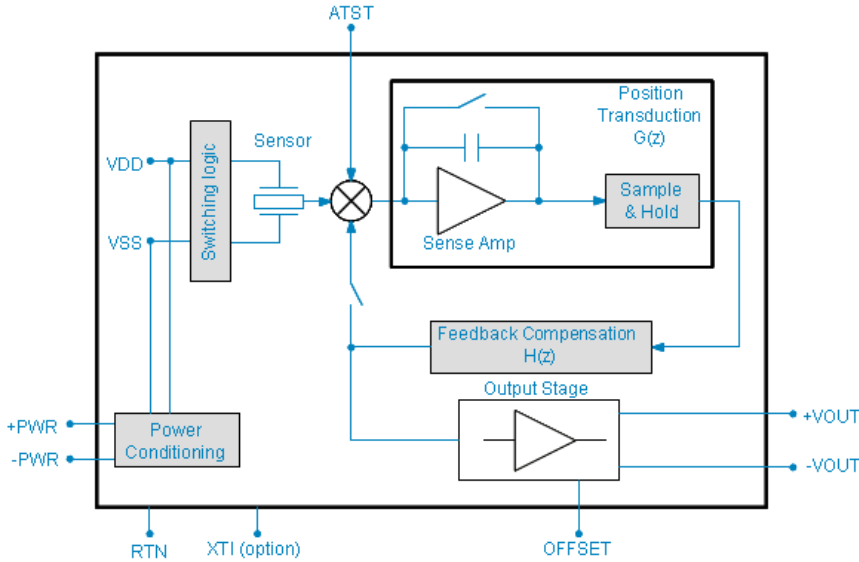 ATST
Position
Transduction
G(z)
Sensor
Switching logic
VDD
VSS
Sample
& Hold
Sense Amp
Feedback Compensation
H(z)
Output Stage
+PWR
-PWR
Power
Conditioning
+VOUT
-VOUT
RTN
XTI (option)
OFFSET